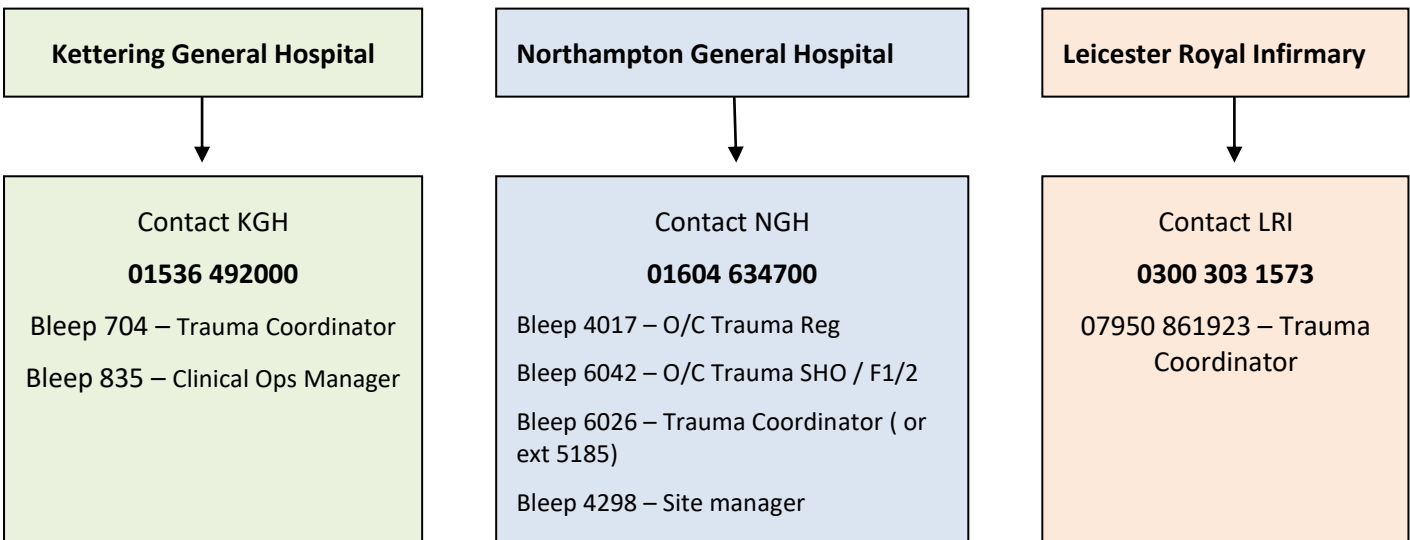 Kettering General Hospital
Northampton General Hospital
Leicester Royal Infirmary
Contact KGH
01536 492000
Bleep 704 – Trauma Coordinator
Bleep 835 – Clinical Ops Manager
Contact NGH
01604 634700
Bleep 4017 – O/C Trauma Reg
Bleep 6042 – O/C Trauma SHO / F1/2
Bleep 6026 – Trauma Coordinator ( or
ext 5185)
Bleep 4298 – Site manager
Contact LRI
0300 303 1573
07950 861923 – Trauma
Coordinator